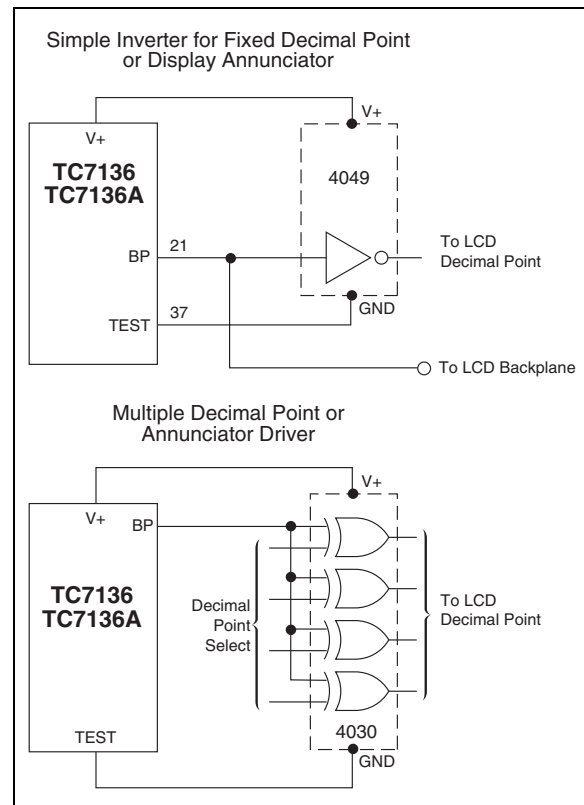 Simple Inverter for Fixed Decimal Point
or Display Annunciator
V+
V+
TC7136
TC7136A
4049
BP
21
To LCD
Decimal Point
TEST
37
GND
To LCD Backplane
Multiple Decimal Point or
Annunciator Driver
V+
V+
BP
TC7136
TC7136A
Decimal
Point
Select
To LCD
Decimal Point
TEST
4030
GND